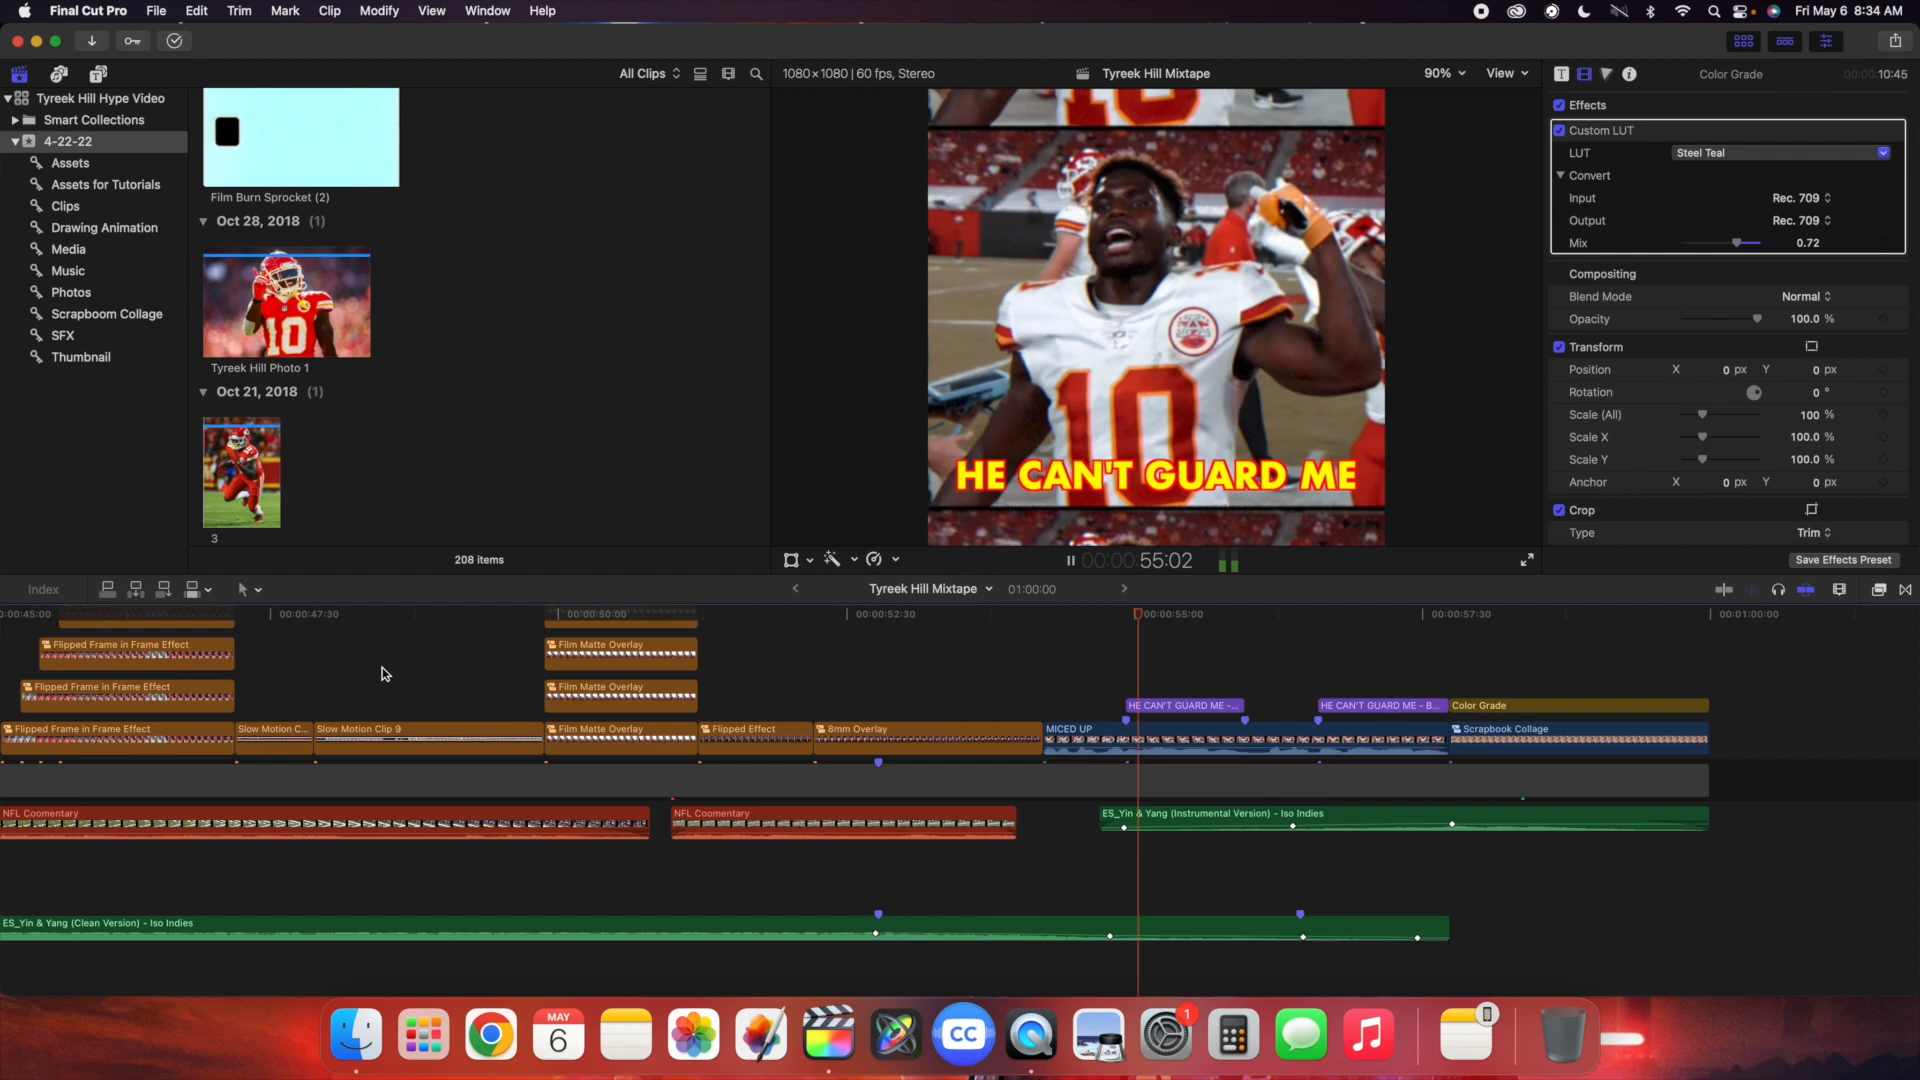 Final Cut Pro File Edit Trim Mark Clip Modify View Window Help
Fri May 6 8:34 AM
All Clips
1080×1080 | 60 fps, Stereo
Tyreek Hill Mixtape
90%
View
Color Grade
00:00:10:45
Tyreek Hill Hype Video
Smart Collections
4-22-22
Assets
Assets for Tutorials
Clips
Drawing Animation
Media
Music
Photos
Scrapboom Collage
SFX
Thumbnail
Film Burn Sprocket (2)
Oct 28, 2018 (1)
10
Tyreek Hill Photo 1
Oct 21, 2018 (1)
3
208 items
10
HE CAN'T GUARD ME
00:00:55:02
Effects
Custom LUT
LUT Steel Teal
Convert
Input Rec. 709
Output Rec. 709
Mix 0.72
Compositing
Blend Mode Normal
Opacity 100.0 %
Transform
Position X 0 px Y 0 px
Rotation 0 °
Scale (All) 100 %
Scale X 100.0 %
Scale Y 100.0 %
Anchor X 0 px Y 0 px
Crop
Type Trim
Save Effects Preset
Index
Tyreek Hill Mixtape
01:00:00
0:00:45:00 00:00:47:30 00:00:50:00 00:00:52:30 00:00:55:00 00:00:57:30 00:01:00:00
Flipped Frame in Frame Effect
Film Matte Overlay
Flipped Frame in Frame Effect
Film Matte Overlay
HE CAN'T GUARD ME -...
HE CAN'T GUARD ME - B...
Color Grade
Flipped Frame in Frame Effect
Slow Motion C...
Slow Motion Clip 9
Film Matte Overlay
Flipped Effect
8mm Overlay
MICED UP
Scrapbook Collage
NFL Coomentary
NFL Coomentary
ES_Yin & Yang (Instrumental Version) - Iso Indies
ES_Yin & Yang (Clean Version) - Iso Indies
MAY
6
CC
1